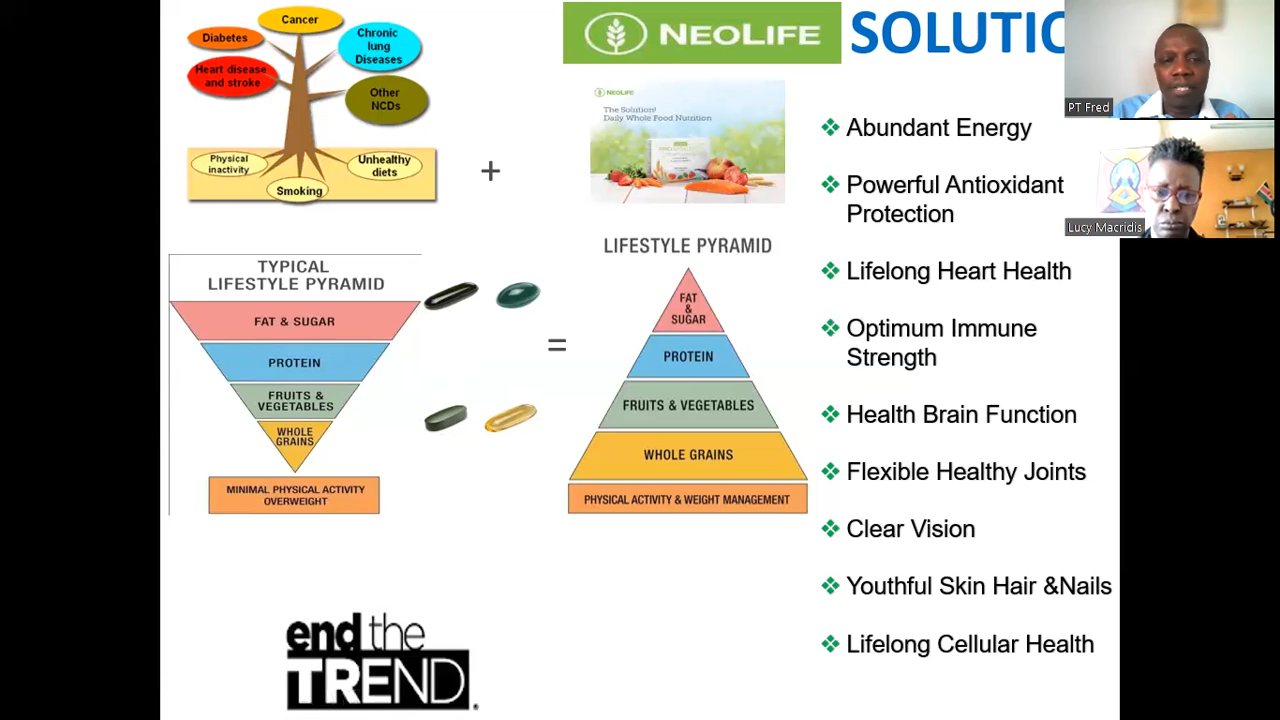 Cancer
Diabetes
Chronic
lung
Diseases
Heart disease
and stroke
Other
NCDs
Physical
inactivity
Unhealthy
diets
Smoking
+
NEOLIFE
SOLUTIO
NEOLIFE
The Solution!
Daily Whole Food Nutrition
PT Fred
Lucy Macridis
TYPICAL
LIFESTYLE PYRAMID
FAT & SUGAR
PROTEIN
FRUITS &
VEGETABLES
WHOLE
GRAINS
MINIMAL PHYSICAL ACTIVITY
OVERWEIGHT
=
LIFESTYLE PYRAMID
FAT
&
SUGAR
PROTEIN
FRUITS & VEGETABLES
WHOLE GRAINS
PHYSICAL ACTIVITY & WEIGHT MANAGEMENT
Abundant Energy
Powerful Antioxidant
Protection
Lifelong Heart Health
Optimum Immune
Strength
Health Brain Function
Flexible Healthy Joints
Clear Vision
Youthful Skin Hair &Nails
Lifelong Cellular Health
end the
TREND